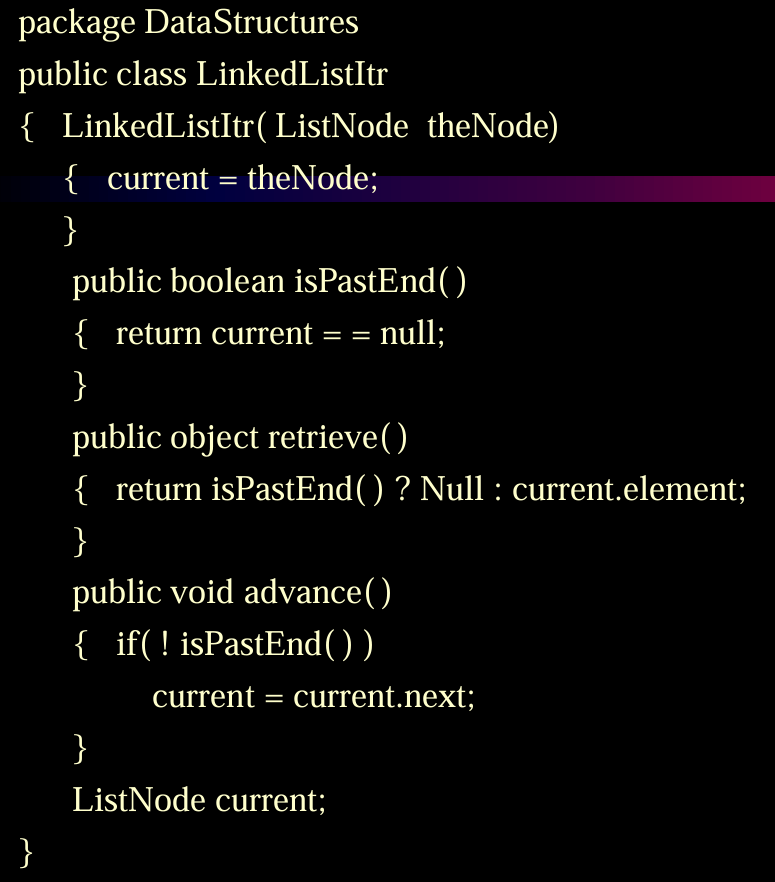 package DataStructures
public class LinkedListItr
{ LinkedListItr( ListNode theNode)
{ current = theNode;
}
public boolean isPastEnd( )
{ return current = = null;
}
public object retrieve( )
{ return isPastEnd( ) ? Null : current.element;
}
public void advance( )
{ if( ! isPastEnd( ) )
current = current.next;
}
ListNode current;
}